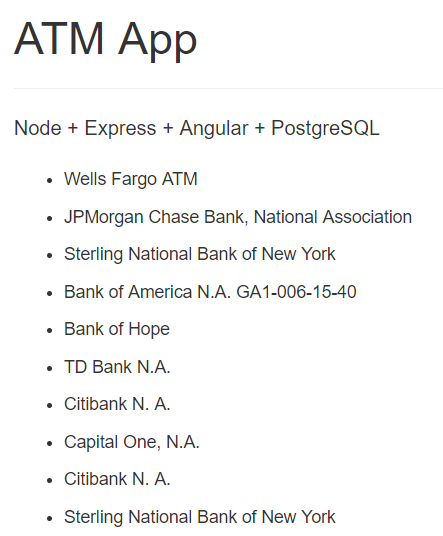 ATM App
Node + Express + Angular + PostgreSQL
Wells Fargo ATM
JPMorgan Chase Bank, National Association
Sterling National Bank of New York
Bank of America N.A. GA1-006-15-40
Bank of Hope
TD Bank N.A.
Citibank N. A.
Capital One, N.A.
Citibank N. A.
Sterling National Bank of New York